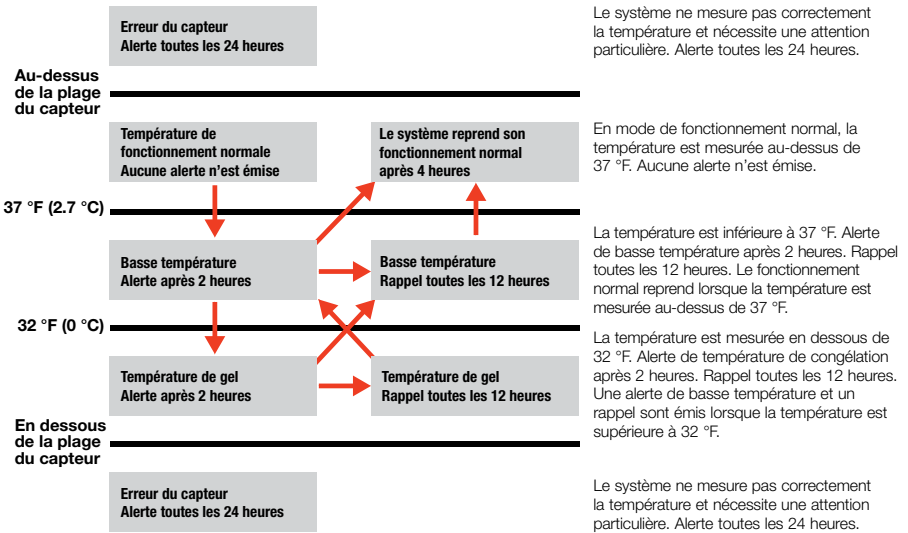 Erreur du capteur
Alerte toutes les 24 heures
Le système ne mesure pas correctement
la température et nécessite une attention
particulière. Alerte toutes les 24 heures.
Au-dessus
de la plage
du capteur
Température de
fonctionnement normale
Aucune alerte n'est émise
Le système reprend son
fonctionnement normal
après 4 heures
En mode de fonctionnement normal, la
température est mesurée au-dessus de
37 °F. Aucune alerte n'est émise.
37 °F (2.7 °C)
Basse température
Alerte après 2 heures
Basse température
Rappel toutes les 12 heures
La température est inférieure à 37 °F. Alerte
de basse température après 2 heures. Rappel
toutes les 12 heures. Le fonctionnement
normal reprend lorsque la température est
mesurée au-dessus de 37 °F.
32 °F (0 °C)
Température de gel
Alerte après 2 heures
Température de gel
Rappel toutes les 12 heures
La température est mesurée en dessous de
32 °F. Alerte de température de congélation
après 2 heures. Rappel toutes les 12 heures.
Une alerte de basse température et un
rappel sont émis lorsque la température est
supérieure à 32 °F.
En dessous
de la plage
du capteur
Erreur du capteur
Alerte toutes les 24 heures
Le système ne mesure pas correctement
la température et nécessite une attention
particulière. Alerte toutes les 24 heures.